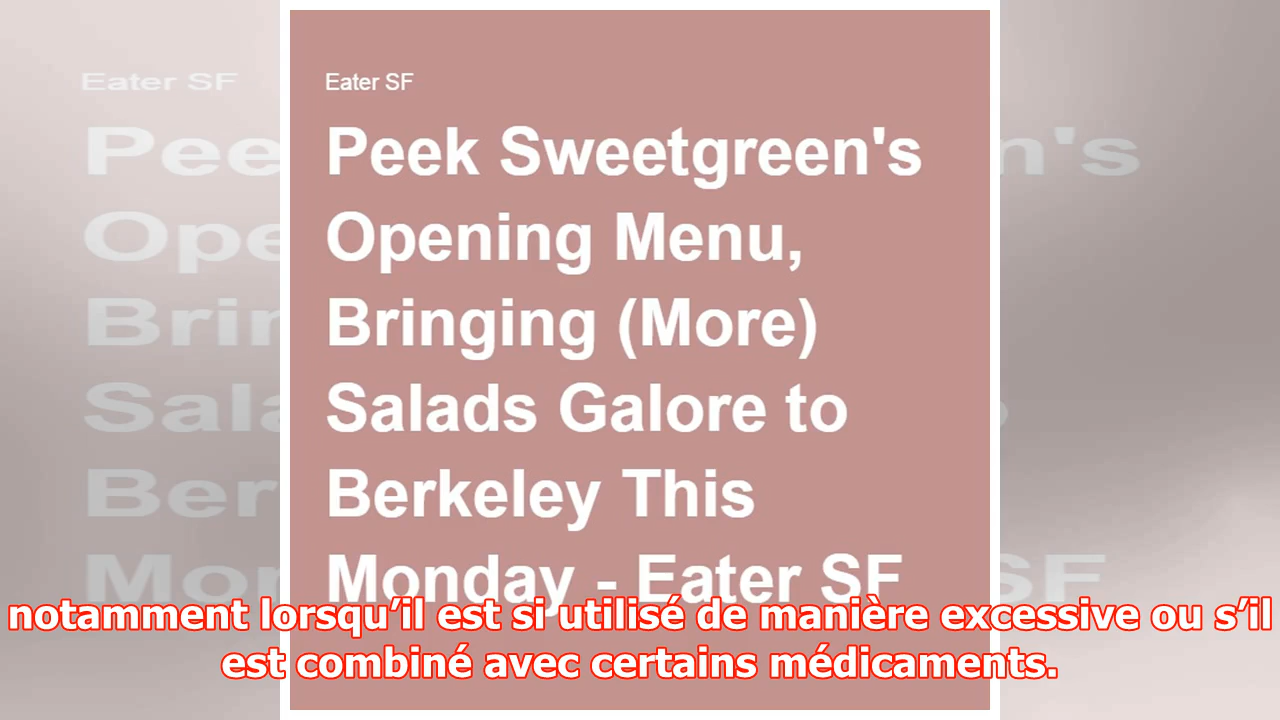 Eater SF
Peek Sweetgreen's
Opening Menu,
Bringing (More)
Salads Galore to
Berkeley This
Monday - Eater SF
notamment lorsqu’il est si utilisé de manière excessive ou s’il
est combiné avec certains médicaments.